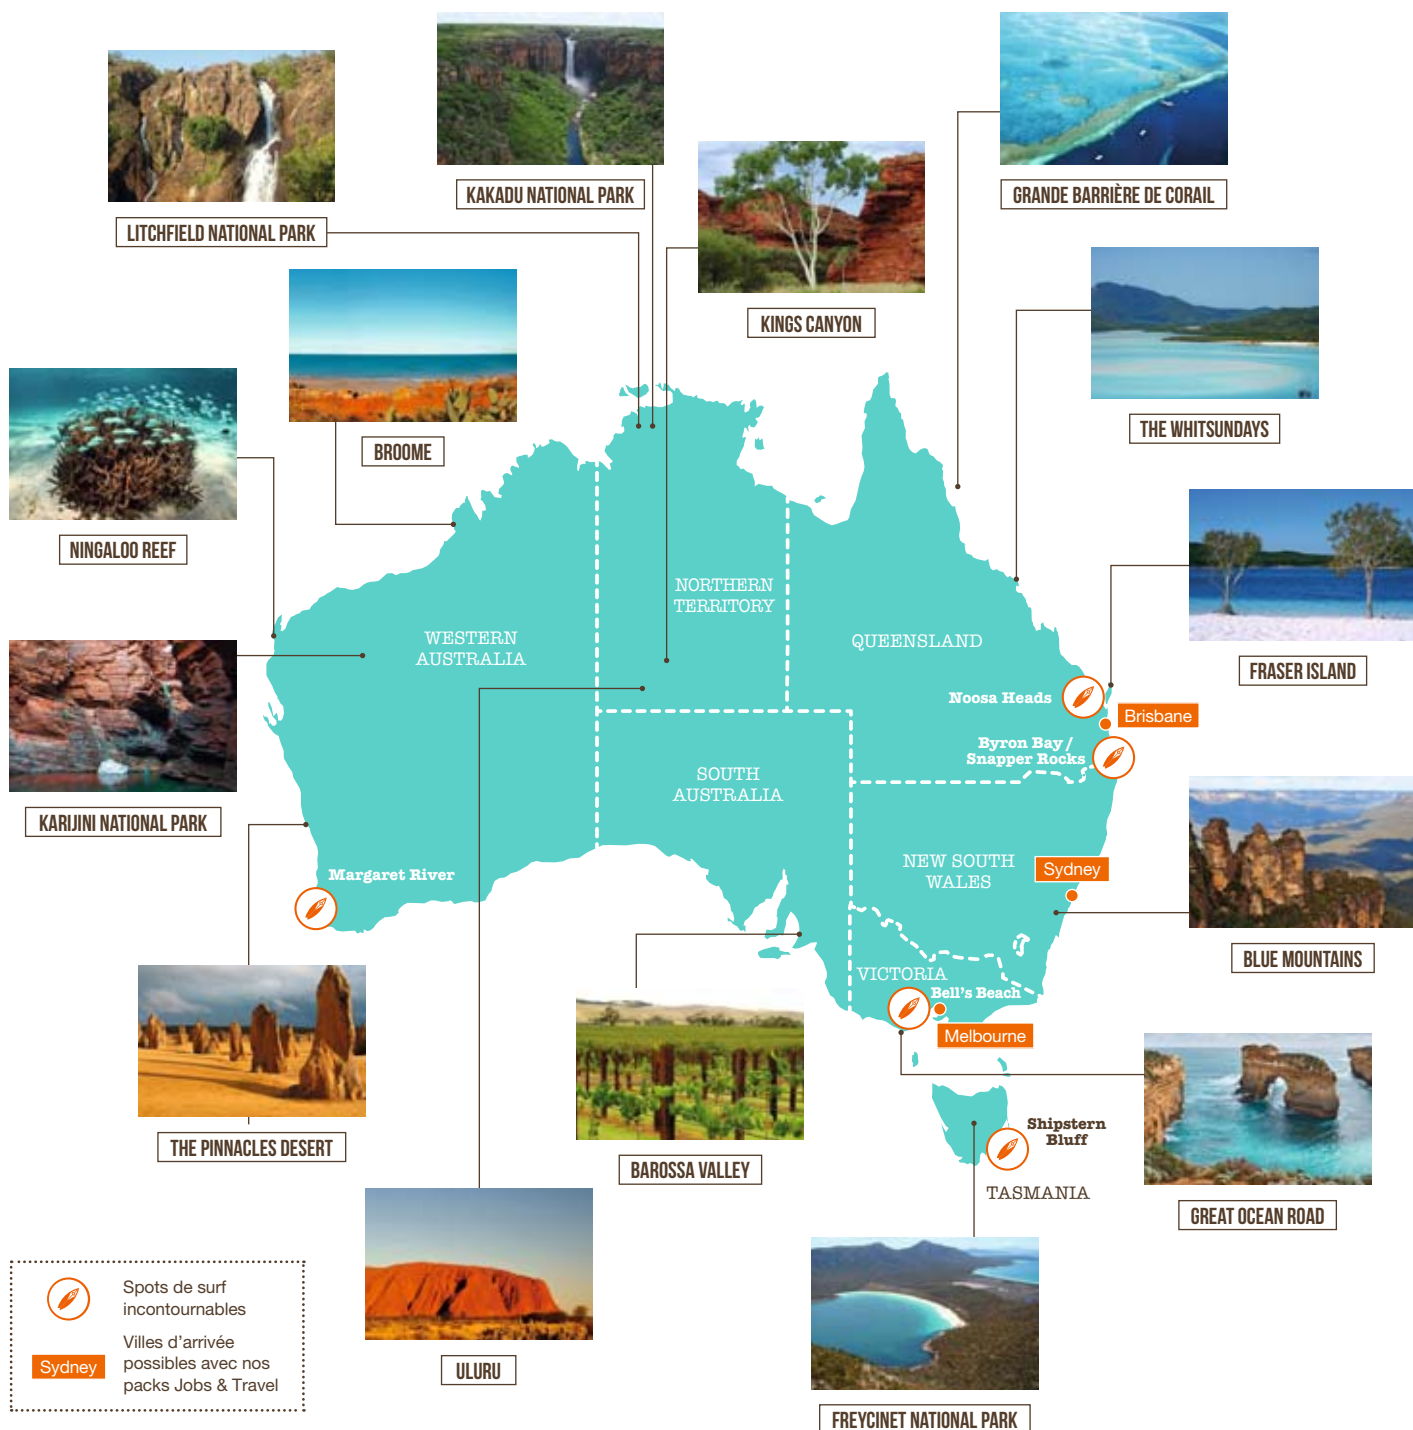 KAKADU NATIONAL PARK
GRANDE BARRIÈRE DE CORAIL
LITCHFIELD NATIONAL PARK
KINGS CANYON
THE WHITSUNDAYS
BROOME
NINGALOO REEF
NORTHERN
TERRITORY
WESTERN
AUSTRALIA
QUEENSLAND
FRASER ISLAND
Noosa Heads
Brisbane
Byron Bay /
Snapper Rocks
SOUTH
AUSTRALIA
KARIJINI NATIONAL PARK
NEW SOUTH
WALES
Sydney
Margaret River
BLUE MOUNTAINS
VICTORIA
Bell's Beach
Melbourne
THE PINNACLES DESERT
BAROSSA VALLEY
Shipstern
Bluff
TASMANIA
GREAT OCEAN ROAD
Spots de surf
incontournables
Villes d'arrivée
possibles avec nos
packs Jobs & Travel
Sydney
ULURU
FREYCINET NATIONAL PARK